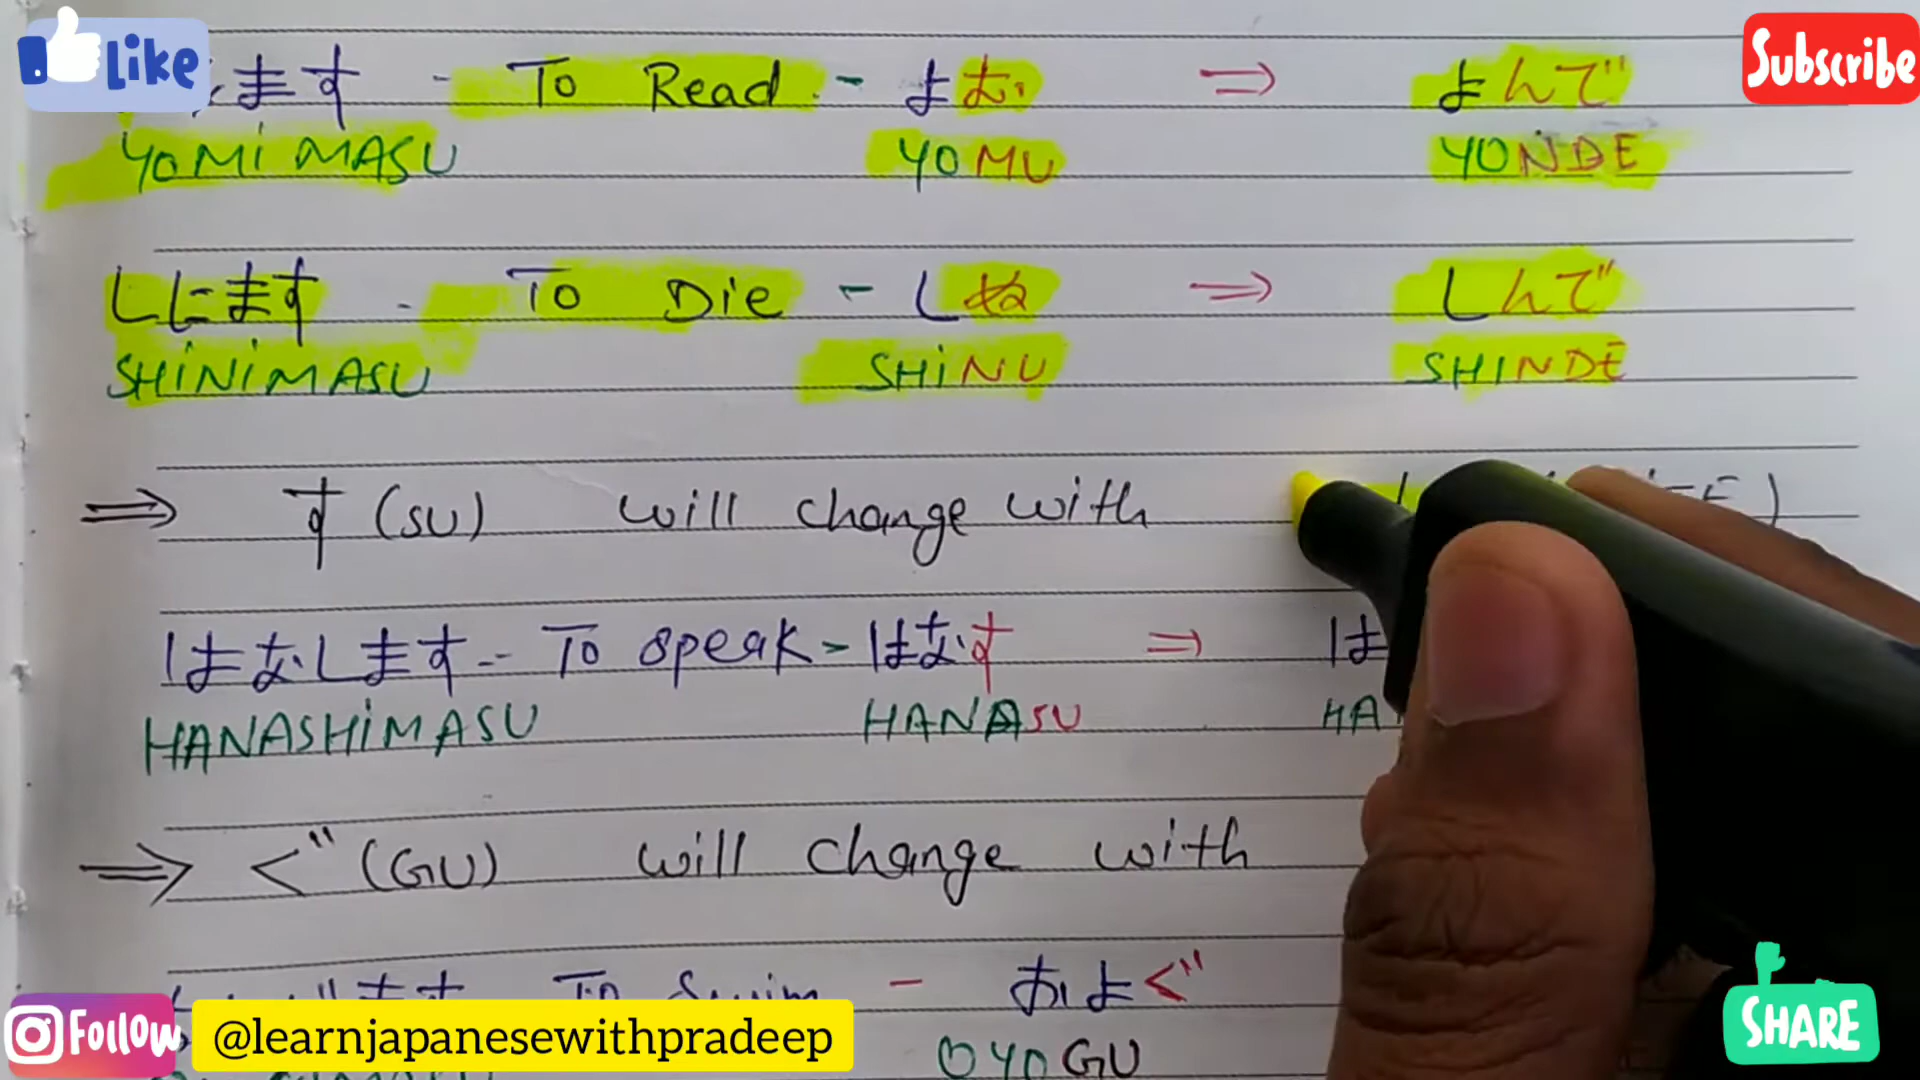 Like
Subscribe
ます - To Read - よむ ⇒ よんで
YOMIMASU YOMU YONDE
しにます - To Die - しぬ ⇒ しんで
SHINIMASU SHINU SHINDE
⇒ す (SU) will change with
はなします - To speak - はなす ⇒ は
HANASHIMASU HANASU HA
⇒ ぐ (GU) will change with
ます To Swim - およぐ
OYOGU
Follow @learnjapanesewithpradeep
SHARE